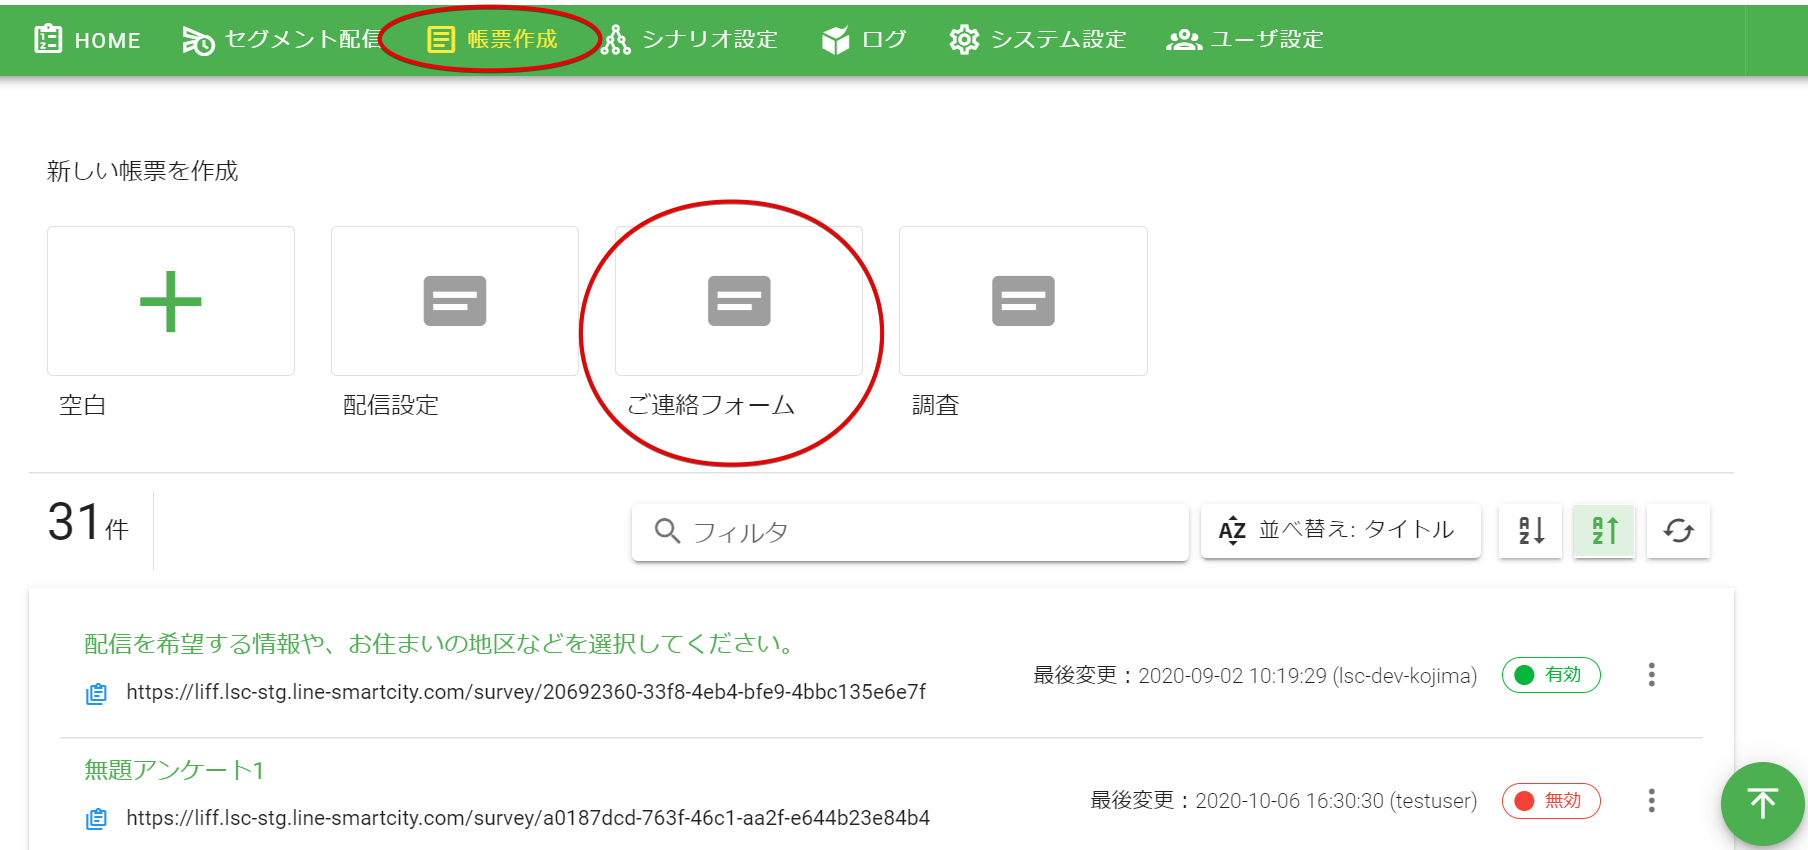 HOME セグメント配信 帳票作成 シナリオ設定 ログ システム設定 ユーザ設定
新しい帳票を作成
空白 配信設定 ご連絡フォーム 調査
31件 フィルタ AZ 並べ替え: タイトル AZ AZ
配信を希望する情報や、お住まいの地区などを選択してください。
https://liff.lsc-stg.line-smartcity.com/survey/20692360-33f8-4eb4-bfe9-4bbc135e6e7f
最後変更：2020-09-02 10:19:29 (lsc-dev-kojima) 有効
無題アンケート1
https://liff.lsc-stg.line-smartcity.com/survey/a0187dcd-763f-46c1-aa2f-e644b23e84b4
最後変更：2020-10-06 16:30:30 (testuser) 無効